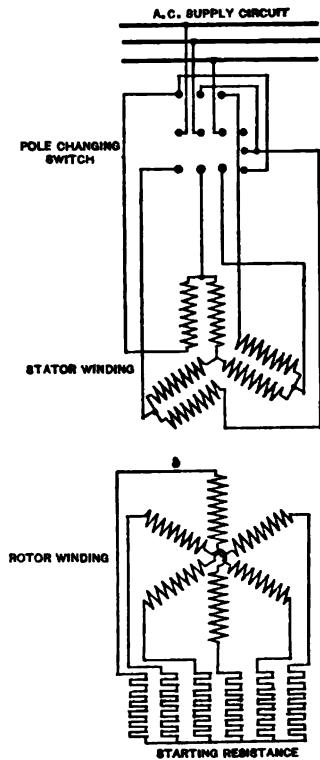 A.C. SUPPLY CIRCUIT
POLE CHANGING
SWITCH
STATOR WINDING
ROTOR WINDING
STARTING RESISTANCE